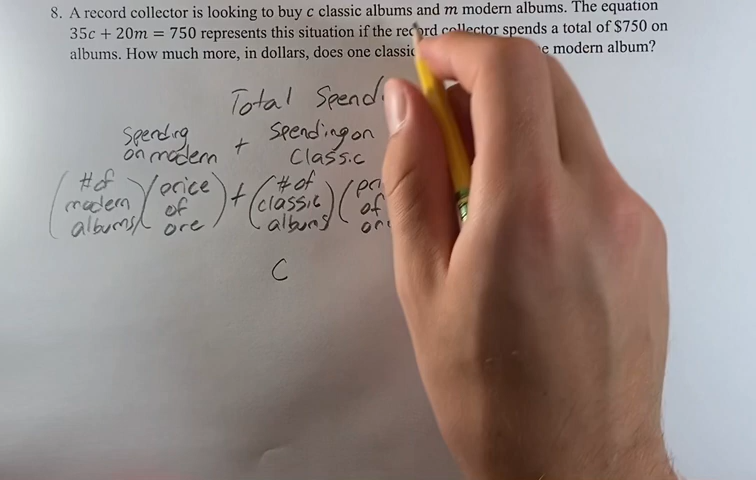 8. A record collector is looking to buy c classic albums and m modern albums. The equation
35c + 20m = 750 represents this situation if the record collector spends a total of $750 on
albums. How much more, in dollars, does one classic modern album?
Total Spend
Spending on modern + Spending on Classic
(# of modern albums) (price of one) + (# of classic albums) ( of
C